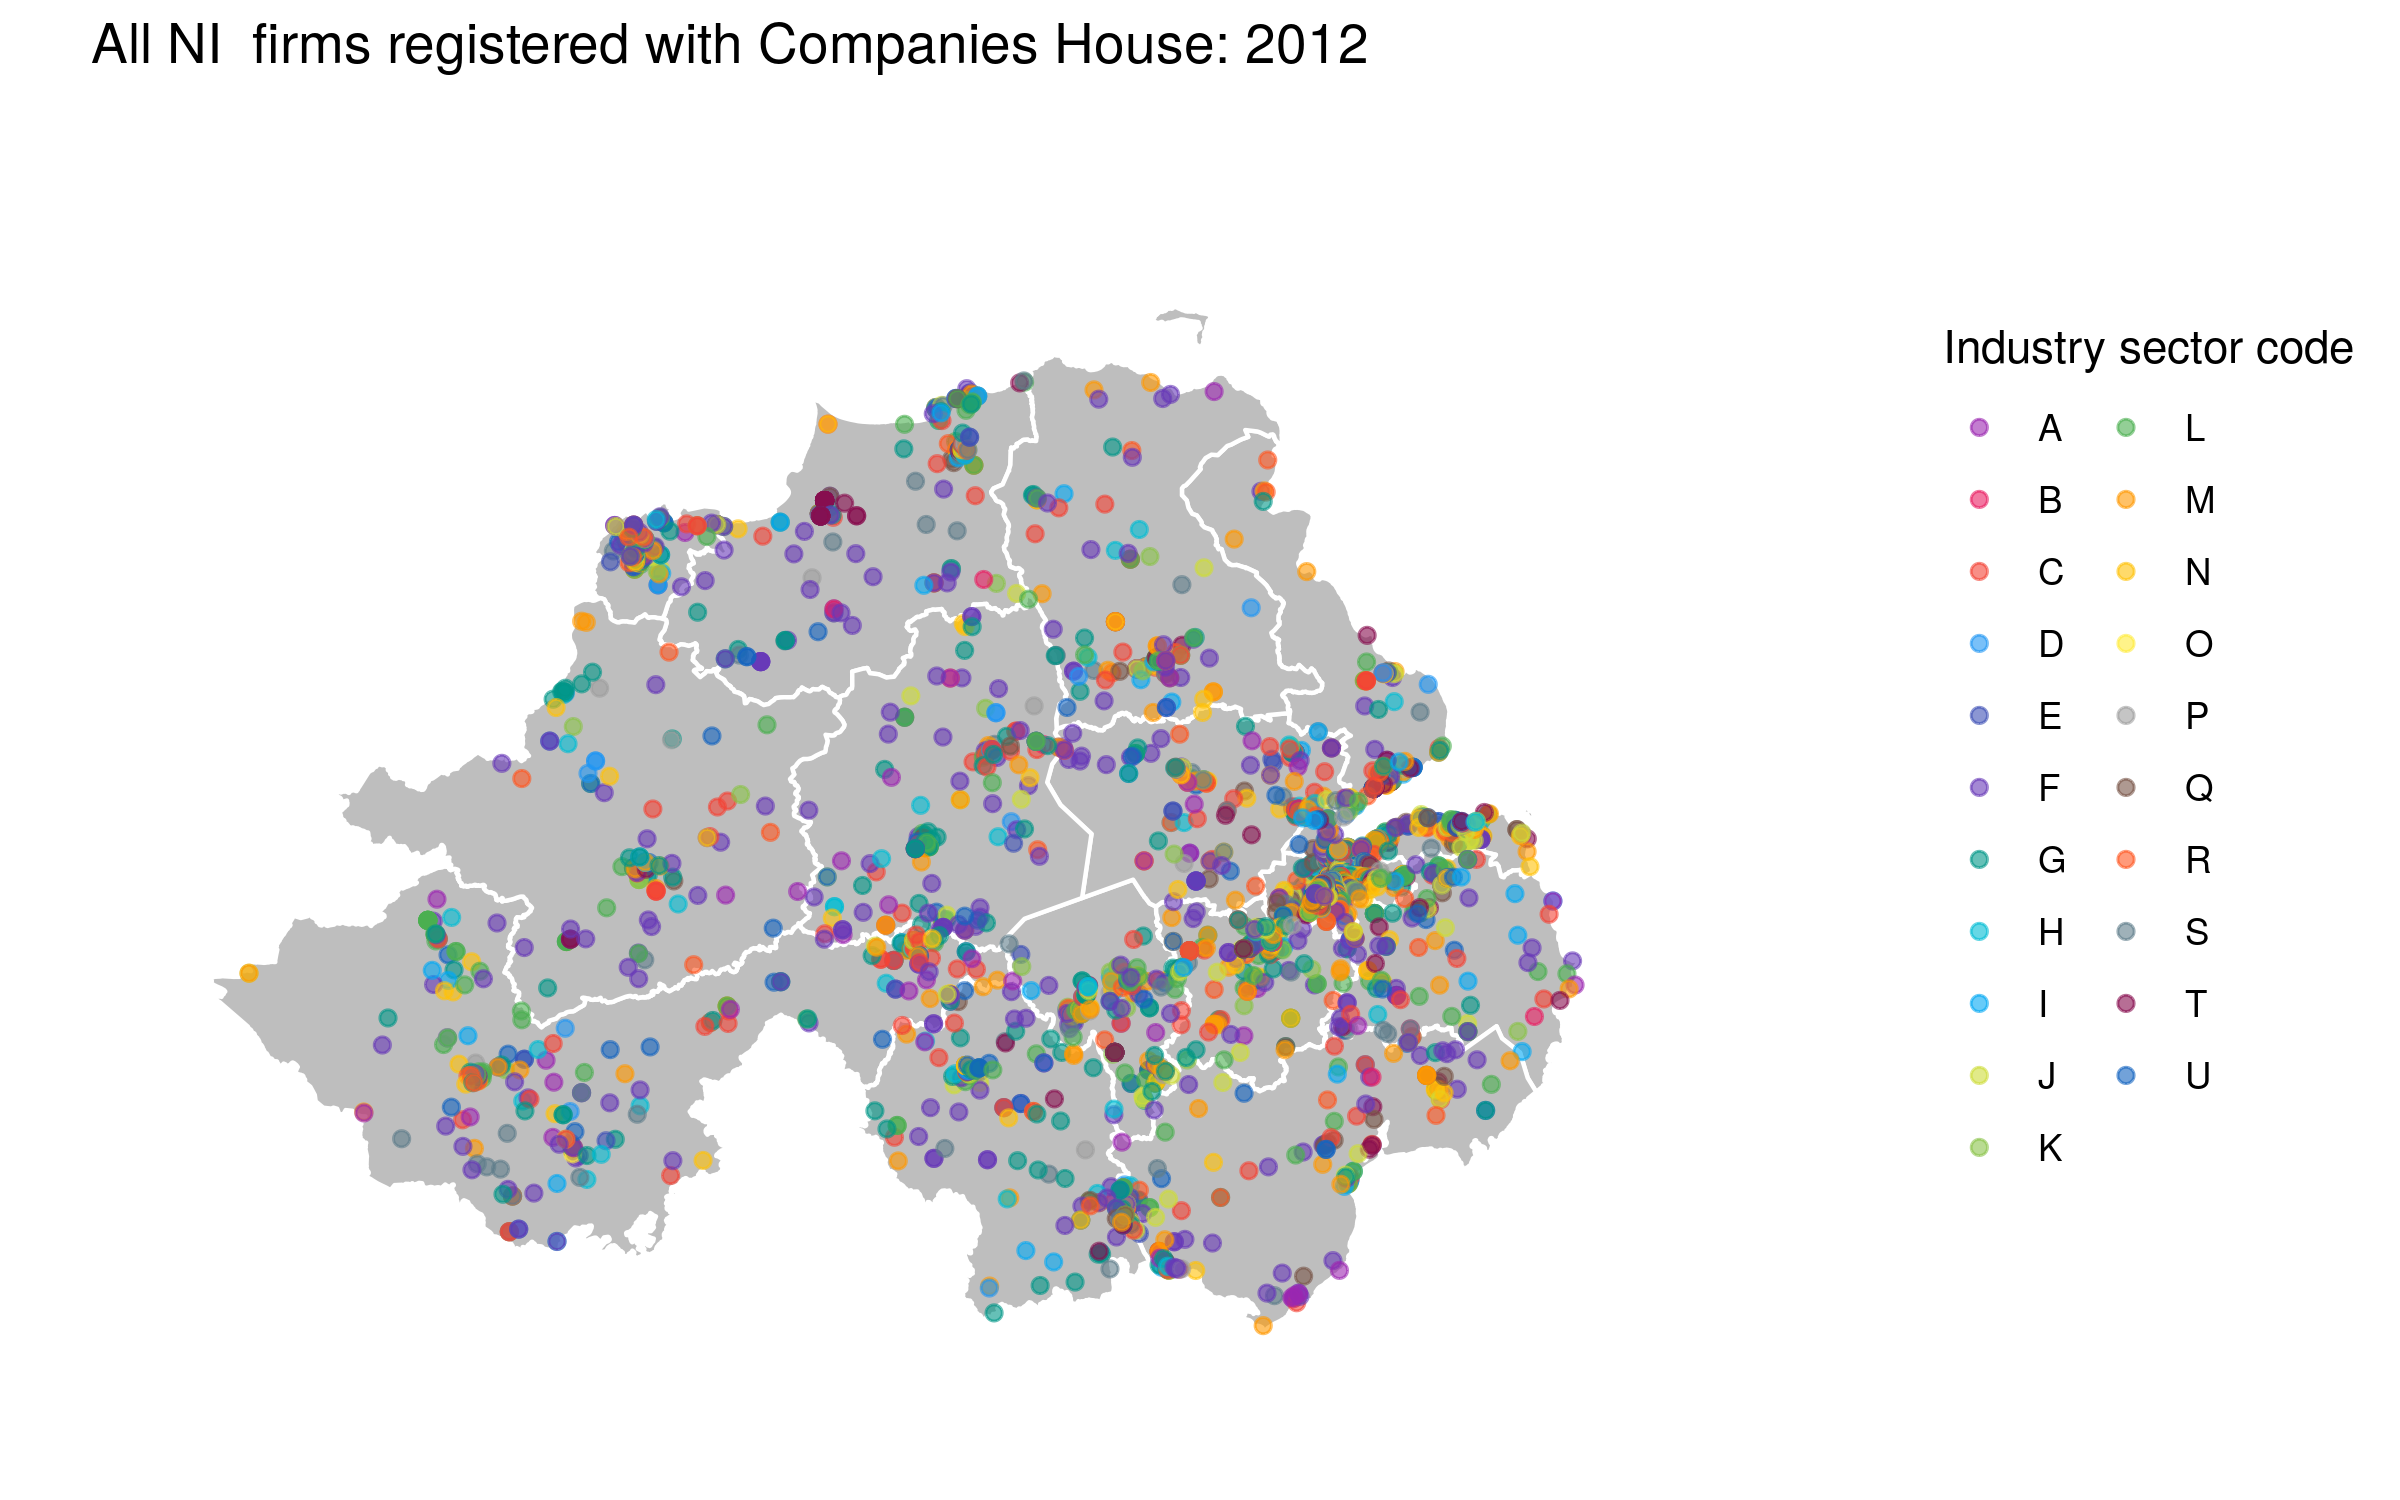 All NI  firms registered with Companies House: 2012
Industry sector code
A L
B M
C N
D O
E P
F Q
G R
H S
I T
J U
K